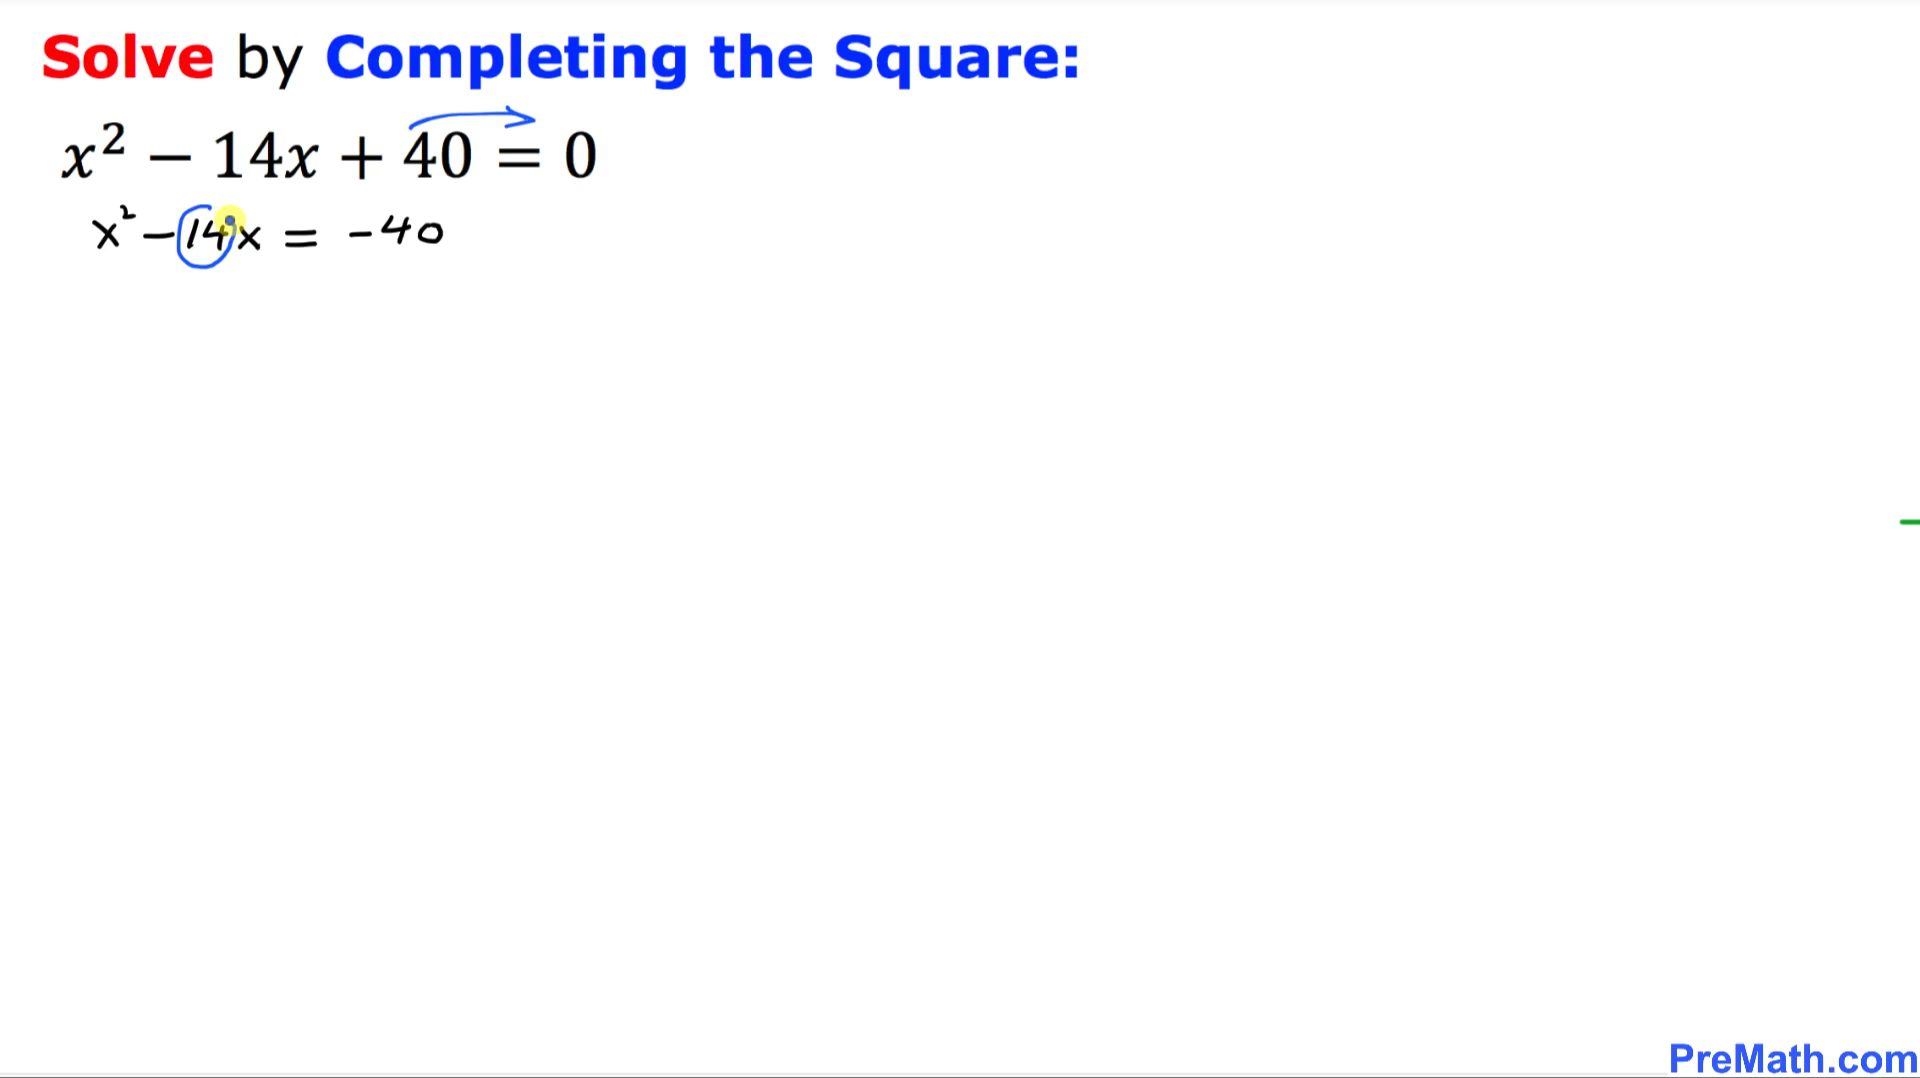 Solve by Completing the Square:
x² − 14x + 40 = 0
x² − 14x = −40
PreMath.com